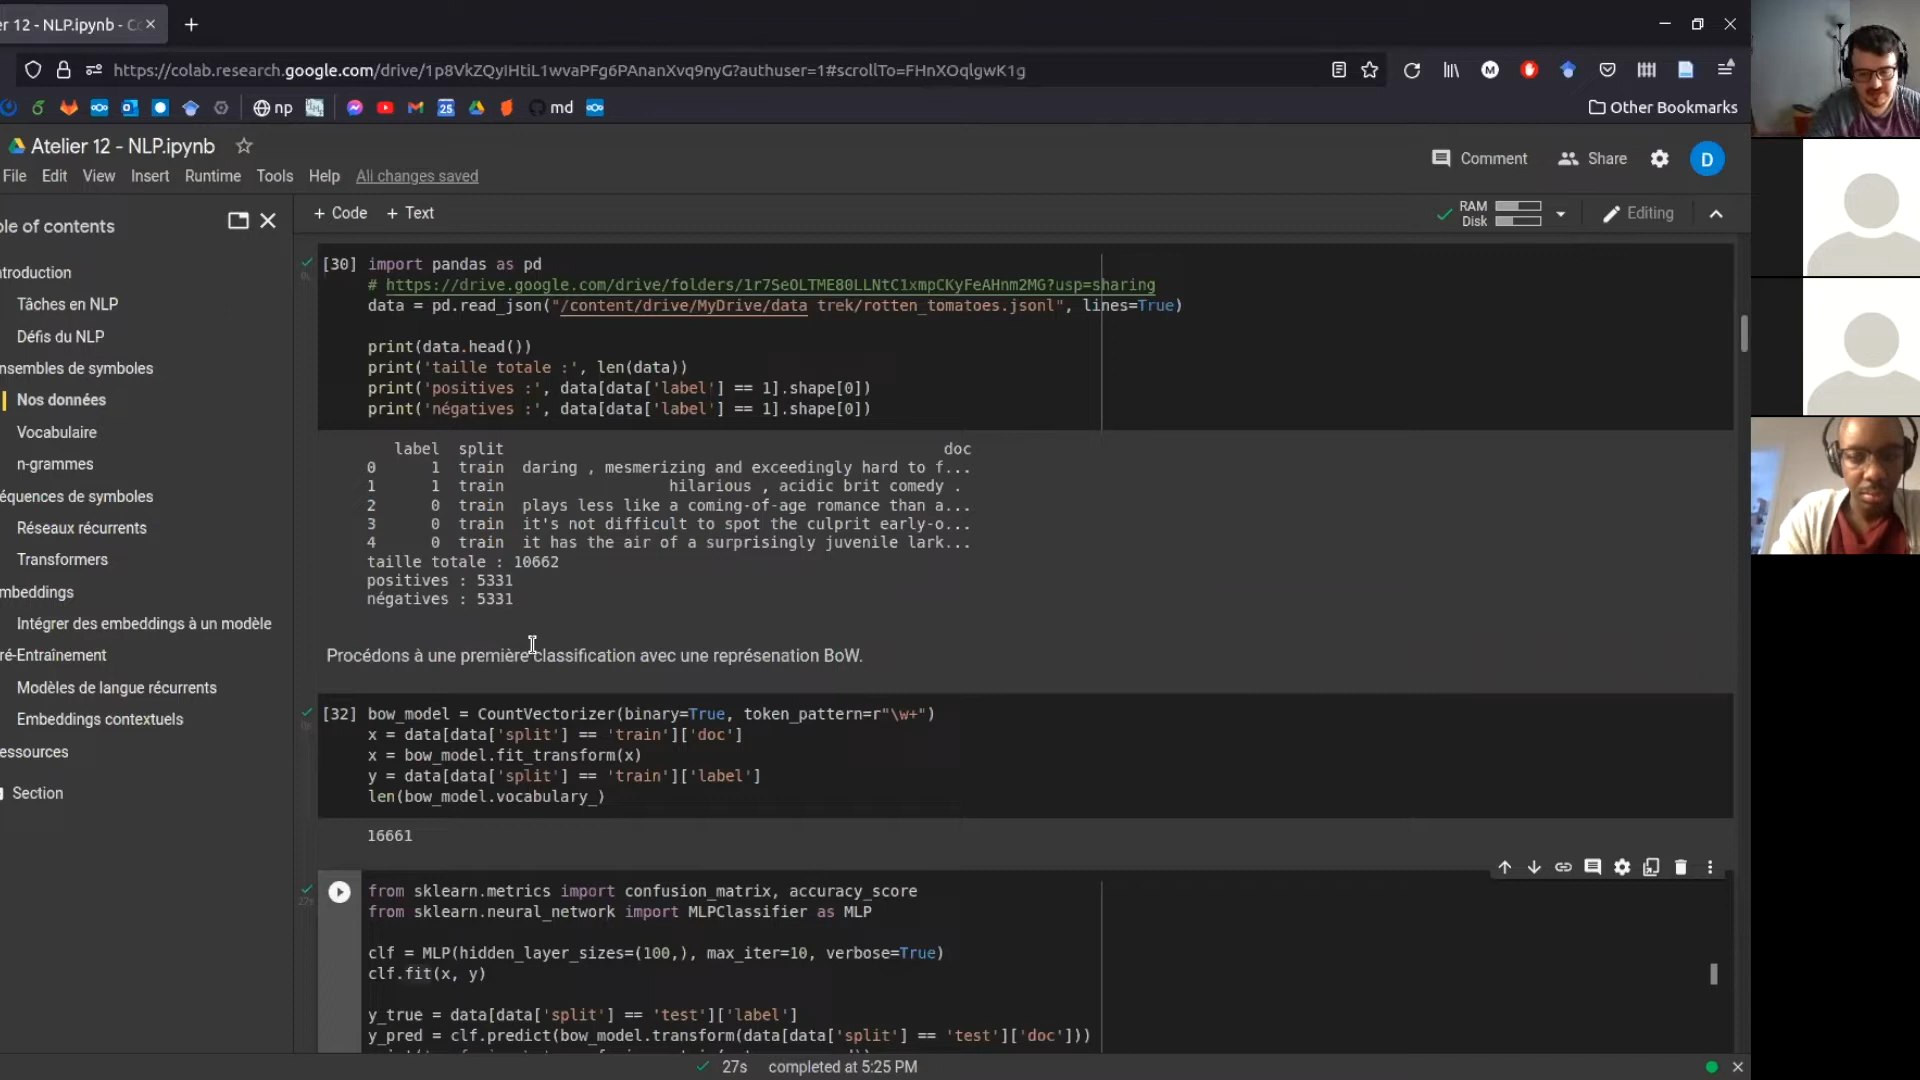 er 12 - NLP.ipynb - Co
https://colab.research.google.com/drive/1p8VkZQyIHtiL1wvaPFg6PAnanXvq9nyG?authuser=1#scrollTo=FHnXOqlgwK1g
np
25
md
Other Bookmarks
Atelier 12 - NLP.ipynb
Comment
Share
D
File Edit View Insert Runtime Tools Help All changes saved
ble of contents
+ Code + Text
RAM
Disk
Editing
ntroduction
Tâches en NLP
Défis du NLP
nsembles de symboles
Nos données
Vocabulaire
n-grammes
équences de symboles
Réseaux récurrents
Transformers
mbeddings
Intégrer des embeddings à un modèle
ré-Entraînement
Modèles de langue récurrents
Embeddings contextuels
essources
Section
[30] import pandas as pd
# https://drive.google.com/drive/folders/1r7SeOLTME80LLNtC1xmpCKyFeAHnm2MG?usp=sharing
data = pd.read_json("/content/drive/MyDrive/data trek/rotten_tomatoes.jsonl", lines=True)
print(data.head())
print('taille totale :', len(data))
print('positives :', data[data['label'] == 1].shape[0])
print('négatives :', data[data['label'] == 1].shape[0])
label split doc
0 1 train daring , mesmerizing and exceedingly hard to f...
1 1 train hilarious , acidic brit comedy .
2 0 train plays less like a coming-of-age romance than a...
3 0 train it's not difficult to spot the culprit early-o...
4 0 train it has the air of a surprisingly juvenile lark...
taille totale : 10662
positives : 5331
négatives : 5331
Procédons à une première classification avec une représenation BoW.
[32] bow_model = CountVectorizer(binary=True, token_pattern=r"\w+")
x = data[data['split'] == 'train']['doc']
x = bow_model.fit_transform(x)
y = data[data['split'] == 'train']['label']
len(bow_model.vocabulary_)
16661
from sklearn.metrics import confusion_matrix, accuracy_score
from sklearn.neural_network import MLPClassifier as MLP
clf = MLP(hidden_layer_sizes=(100,), max_iter=10, verbose=True)
clf.fit(x, y)
y_true = data[data['split'] == 'test']['label']
y_pred = clf.predict(bow_model.transform(data[data['split'] == 'test']['doc']))
27s completed at 5:25 PM